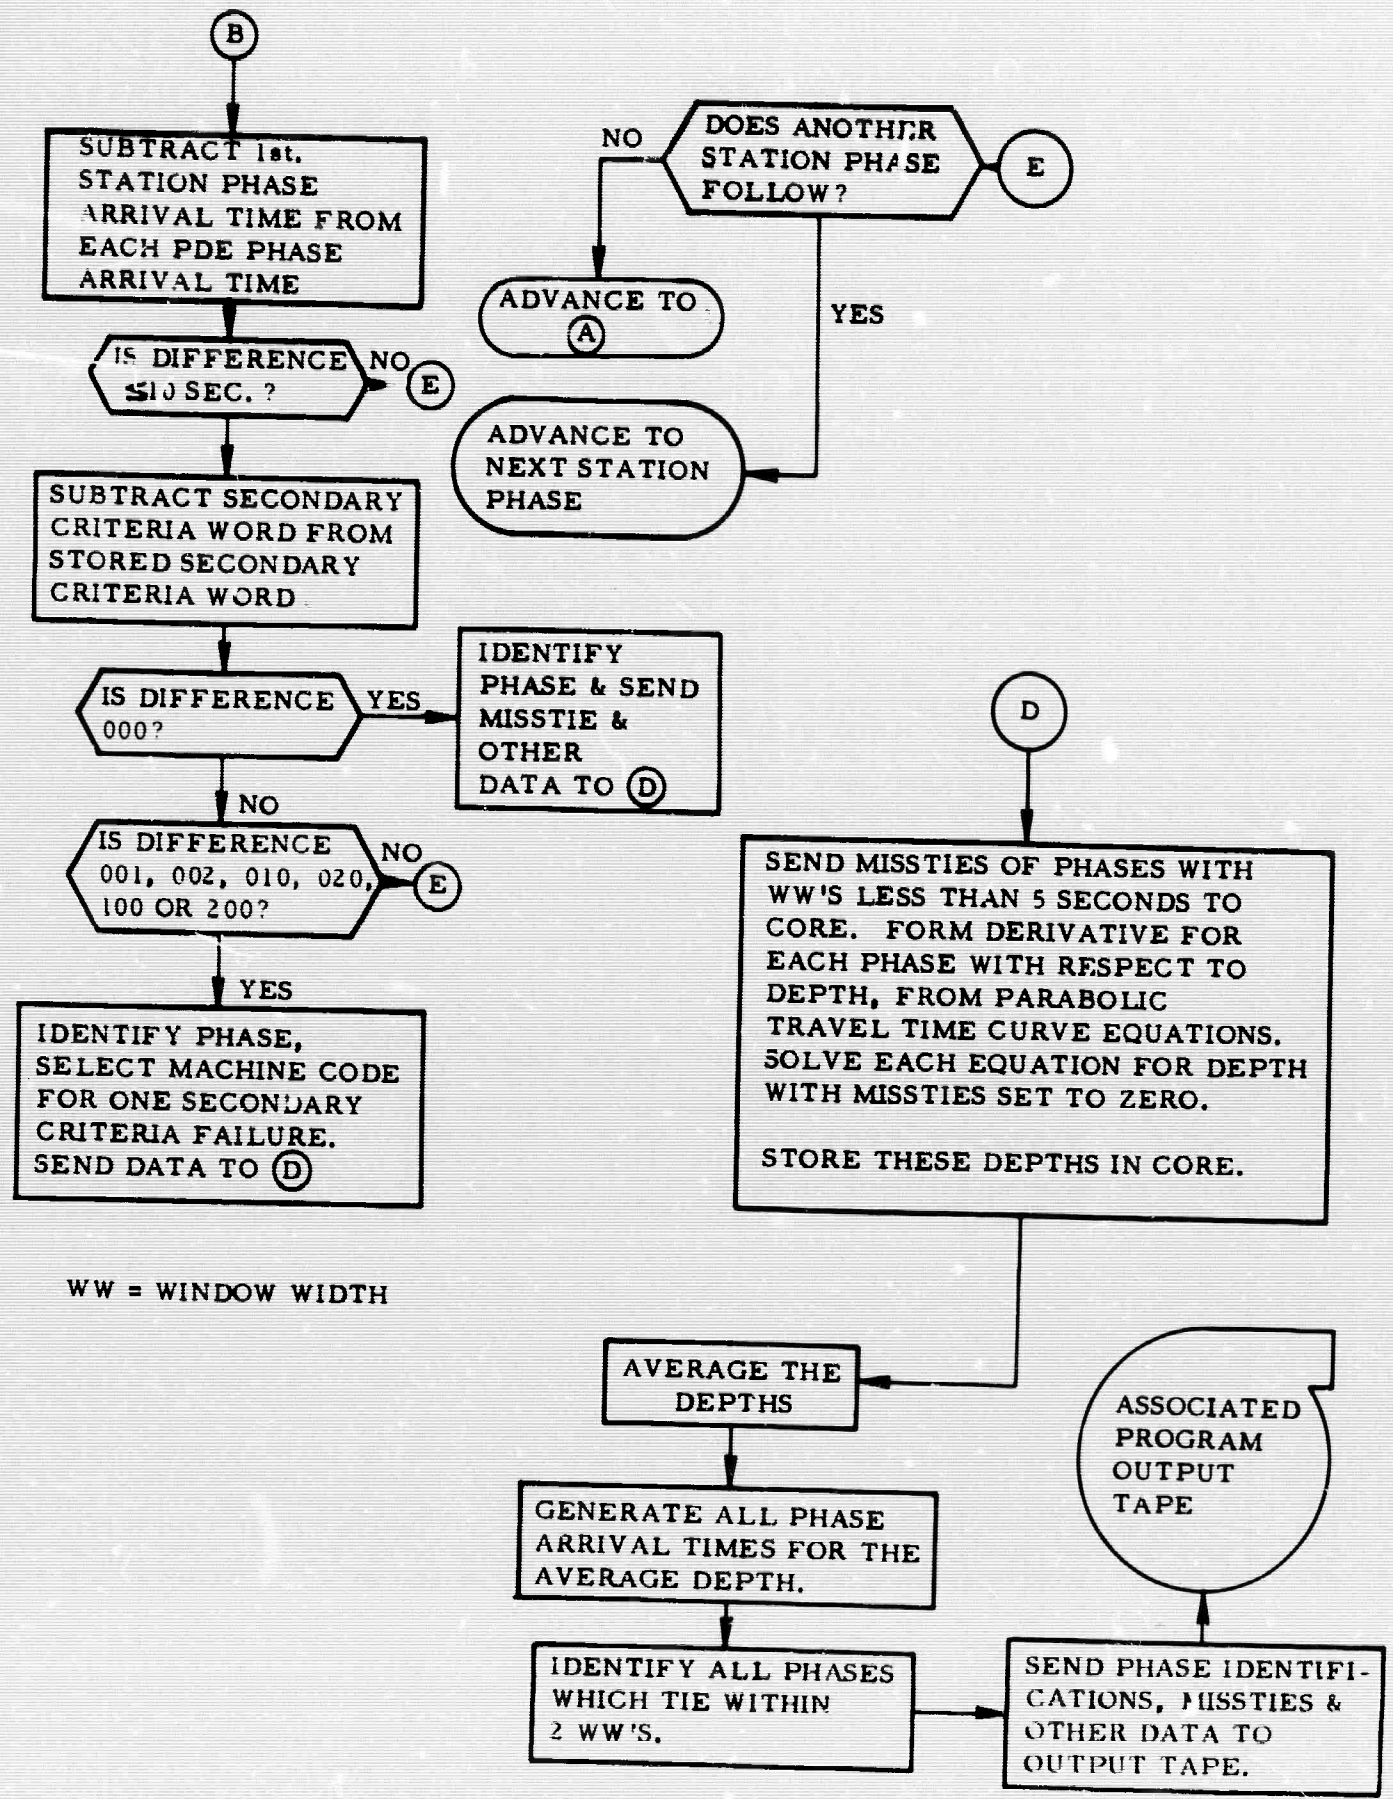 B
SUBTRACT 1st.
STATION PHASE
ARRIVAL TIME FROM
EACH PDE PHASE
ARRIVAL TIME
IS DIFFERENCE
≤10 SEC. ?
NO
E
SUBTRACT SECONDARY
CRITERIA WORD FROM
STORED SECONDARY
CRITERIA WORD
IS DIFFERENCE
000?
YES
IDENTIFY
PHASE & SEND
MISSTIE &
OTHER
DATA TO D
NO
IS DIFFERENCE
001, 002, 010, 020,
100 OR 200?
NO
E
YES
IDENTIFY PHASE,
SELECT MACHINE CODE
FOR ONE SECONDARY
CRITERIA FAILURE.
SEND DATA TO D
WW = WINDOW WIDTH
E
DOES ANOTHER
STATION PHASE
FOLLOW?
NO
ADVANCE TO
A
YES
ADVANCE TO
NEXT STATION
PHASE
D
SEND MISSTIES OF PHASES WITH
WW'S LESS THAN 5 SECONDS TO
CORE. FORM DERIVATIVE FOR
EACH PHASE WITH RESPECT TO
DEPTH, FROM PARABOLIC
TRAVEL TIME CURVE EQUATIONS.
SOLVE EACH EQUATION FOR DEPTH
WITH MISSTIES SET TO ZERO.
STORE THESE DEPTHS IN CORE.
AVERAGE THE
DEPTHS
GENERATE ALL PHASE
ARRIVAL TIMES FOR THE
AVERAGE DEPTH.
IDENTIFY ALL PHASES
WHICH TIE WITHIN
2 WW'S.
SEND PHASE IDENTIFI-
CATIONS, MISSTIES &
OTHER DATA TO
OUTPUT TAPE.
ASSOCIATED
PROGRAM
OUTPUT
TAPE